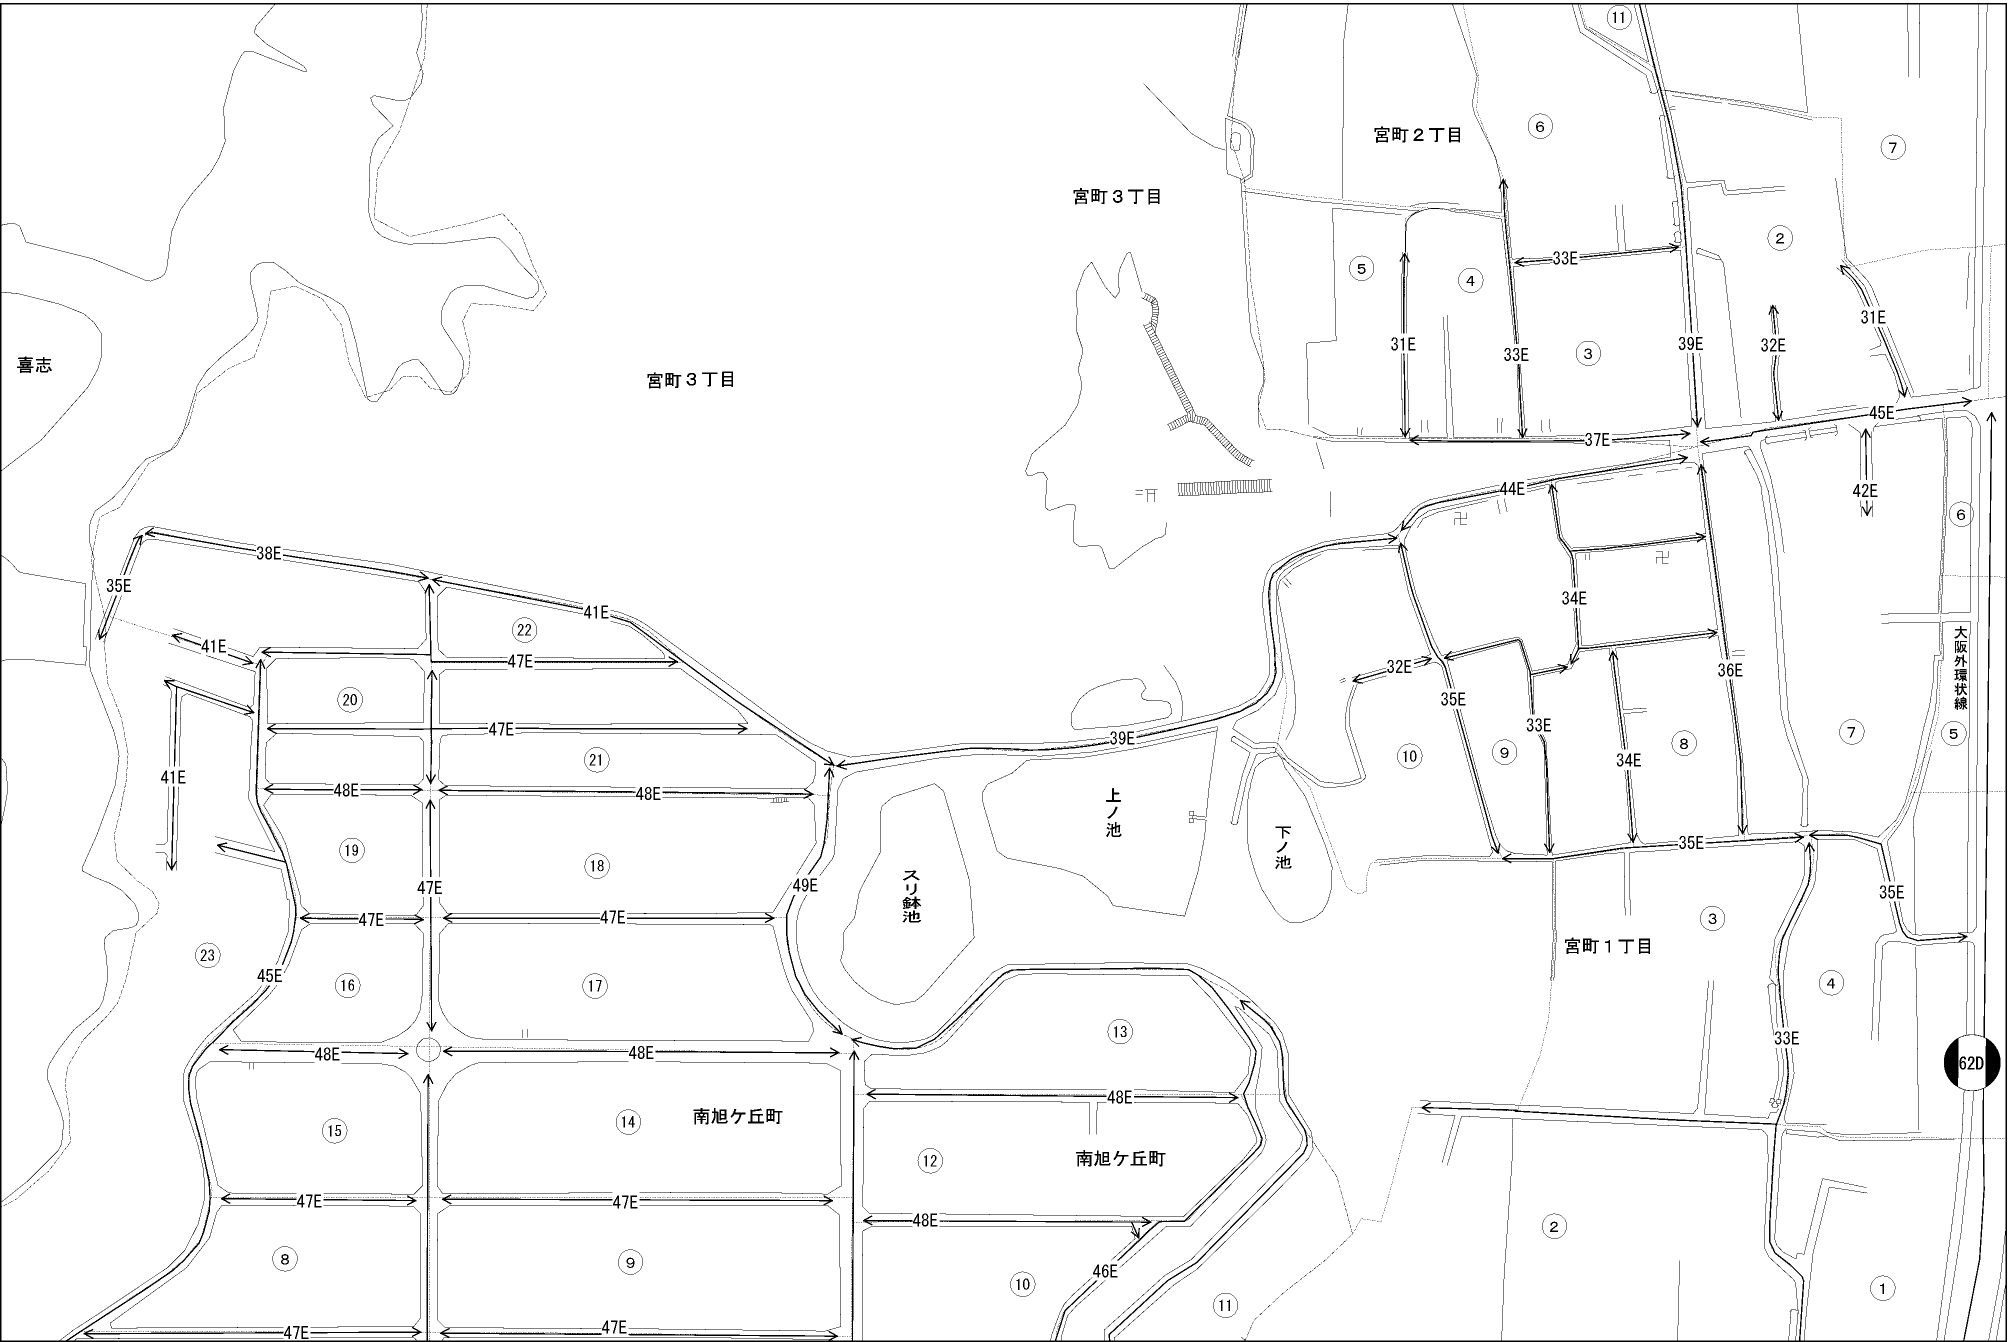 ⑪
宮町２丁目
⑥
⑦
宮町３丁目
②
⑤
④
33E
31E
31E
33E
③
39E
32E
喜志
宮町３丁目
45E
37E
44E
42E
⑥
38E
35E
34E
41E
22
41E
大阪外環状線
47E
32E
36E
20
35E
47E
33E
39E
⑦
⑤
21
⑩
⑨
⑧
34E
41E
48E
48E
上ノ池
下ノ池
19
18
35E
47E
49E
スリ鉢池
35E
47E
47E
③
宮町１丁目
23
45E
16
17
④
13
33E
48E
48E
62D
48E
南旭ケ丘町
15
14
12
南旭ケ丘町
47E
47E
48E
②
⑧
⑨
46E
⑩
①
⑪
47E
47E